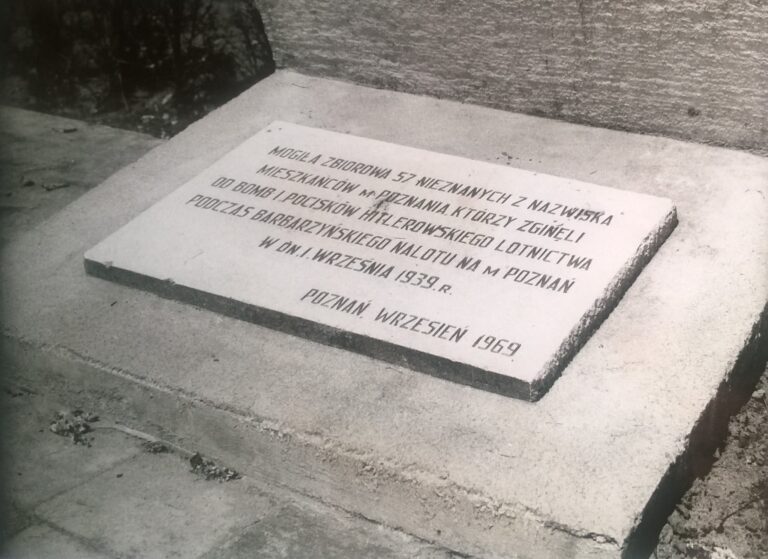 MOGIŁA ZBIOROWA 57 NIEZNANYCH Z NAZWISKA
MIESZKAŃCÓW m POZNANIA KTÓRZY ZGINĘLI
OD BOMB I POCISKÓW HITLEROWSKIEGO LOTNICTWA
PODCZAS BARBARZYŃSKIEGO NALOTU NA m POZNAŃ
W DN. 1. WRZEŚNIA 1939. R.
POZNAŃ, WRZESIEŃ 1969